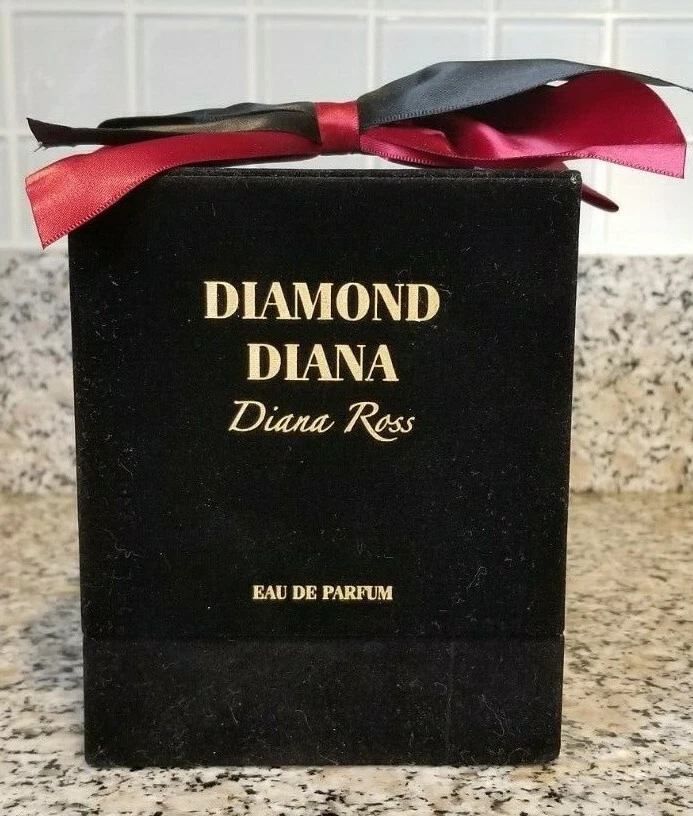 DIAMOND
DIANA
Diana Ross
EAU DE PARFUM